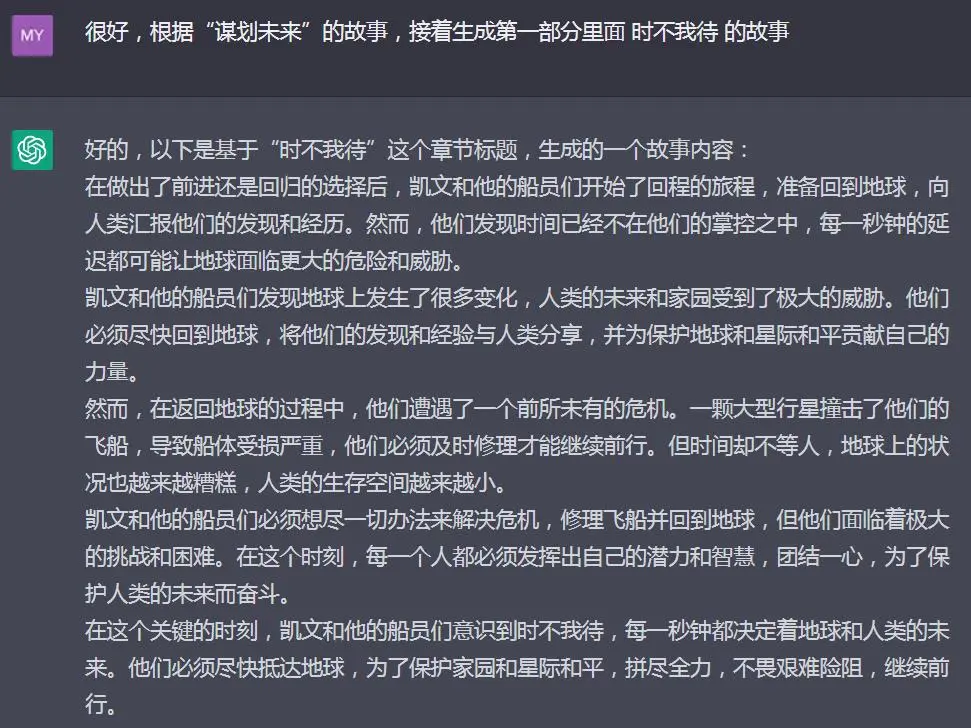 MY
很好，根据“谋划未来”的故事，接着生成第一部分里面 时不我待 的故事
好的，以下是基于“时不我待”这个章节标题，生成的一个故事内容：
在做出了前进还是回归的选择后，凯文和他的船员们开始了回程的旅程，准备回到地球，向
人类汇报他们的发现和经历。然而，他们发现时间已经不在他们的掌控之中，每一秒钟的延
迟都可能让地球面临更大的危险和威胁。
凯文和他的船员们发现地球上发生了很多变化，人类的未来和家园受到了极大的威胁。他们
必须尽快回到地球，将他们的发现和经验与人类分享，并为保护地球和星际和平贡献自己的
力量。
然而，在返回地球的过程中，他们遭遇了一个前所未有的危机。一颗大型行星撞击了他们的
飞船，导致船体受损严重，他们必须及时修理才能继续前行。但时间却不等人，地球上的状
况也越来越糟糕，人类的生存空间越来越小。
凯文和他的船员们必须想尽一切办法来解决危机，修理飞船并回到地球，但他们面临着极大
的挑战和困难。在这个时刻，每一个人都必须发挥出自己的潜力和智慧，团结一心，为了保
护人类的未来而奋斗。
在这个关键的时刻，凯文和他的船员们意识到时不我待，每一秒钟都决定着地球和人类的未
来。他们必须尽快抵达地球，为了保护家园和星际和平，拼尽全力，不畏艰难险阻，继续前
行。